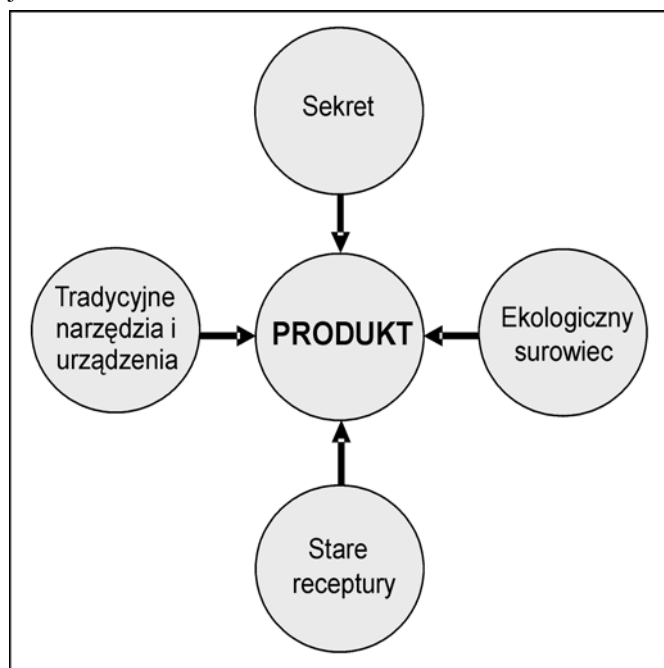 Sekret
Tradycyjne
narzędzia i
urządzenia
PRODUKT
Ekologiczny
surowiec
Stare
receptury